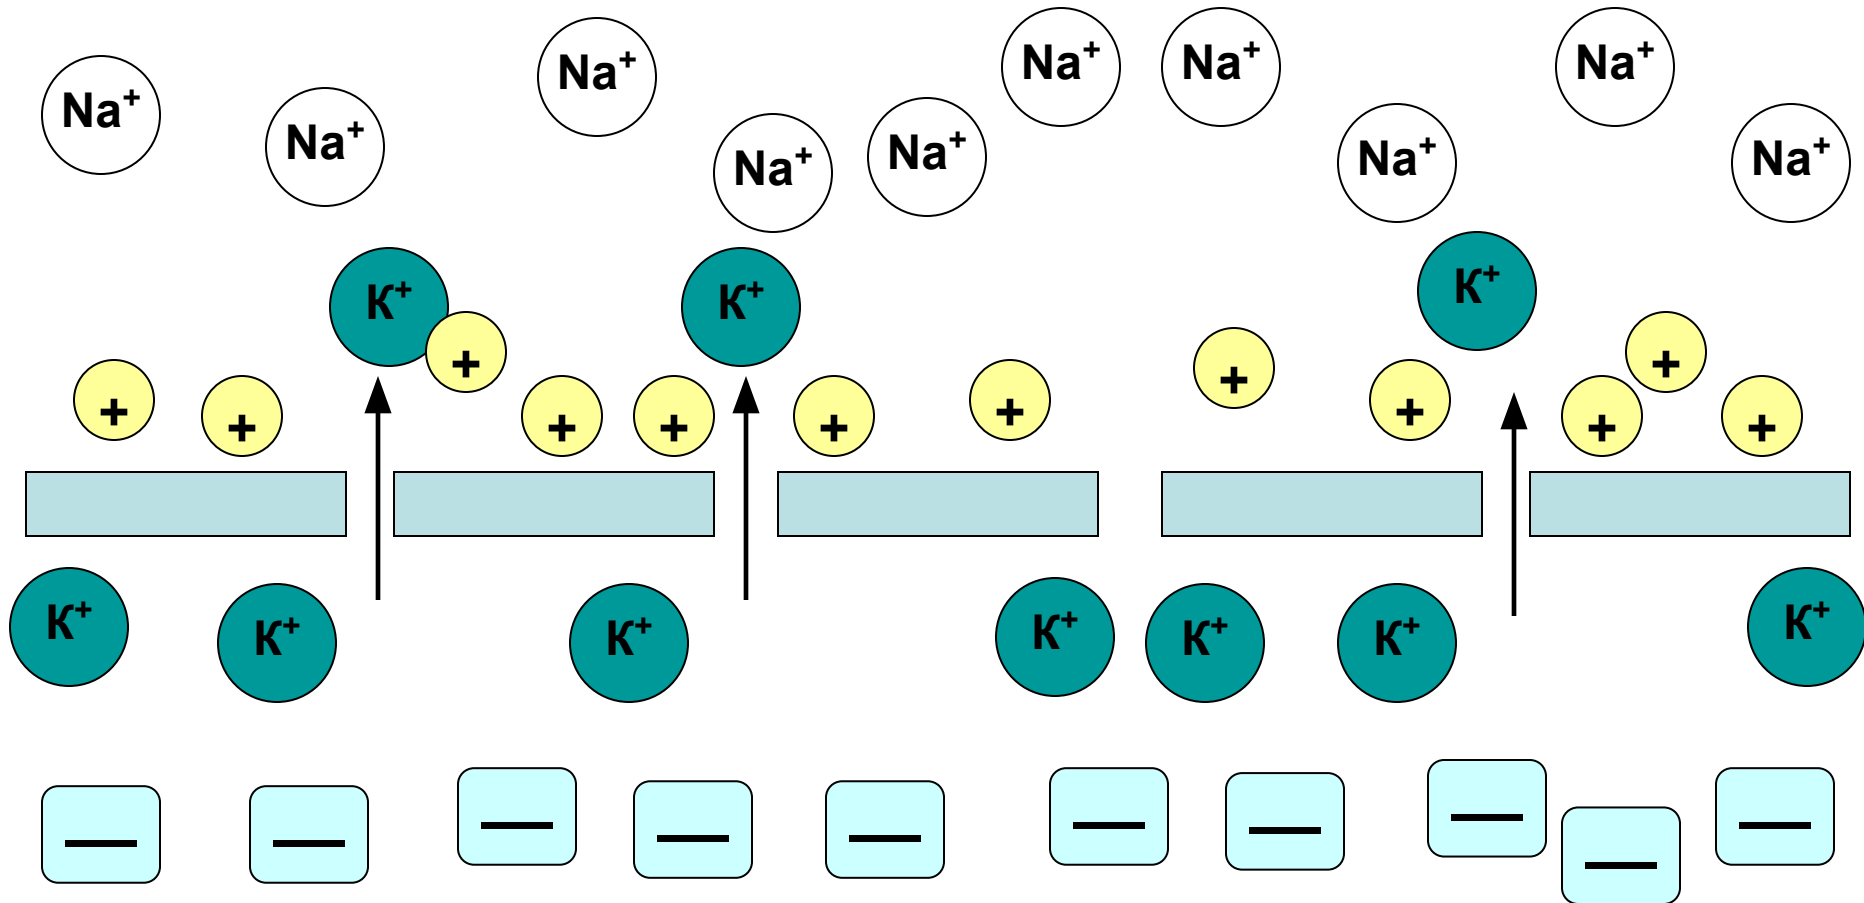 Na⁺ Na⁺ Na⁺ Na⁺ Na⁺ Na⁺ Na⁺ Na⁺ Na⁺ Na⁺
К⁺ К⁺ К⁺
+ + + + + + + + + + + +
К⁺ К⁺ К⁺ К⁺ К⁺ К⁺ К⁺
— — — — — — — — — —